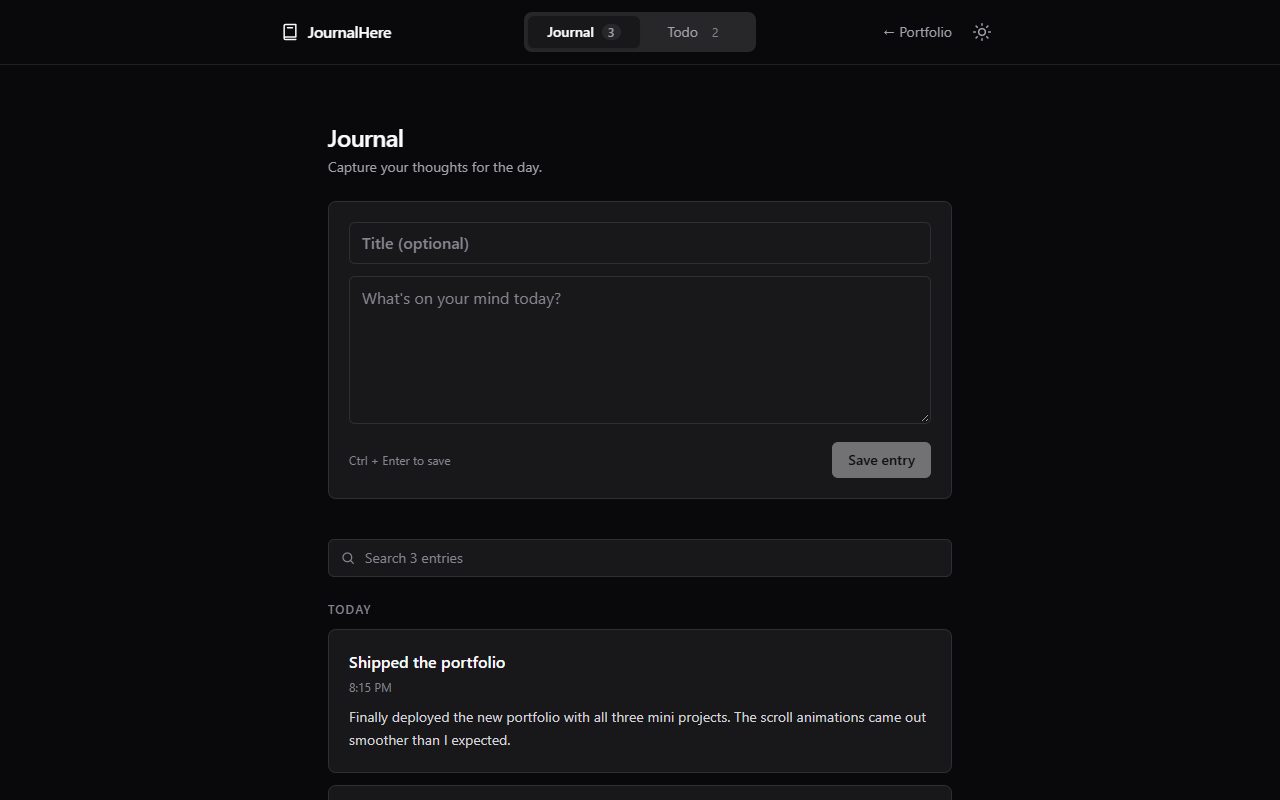 JournalHere
Journal 3
Todo 2
← Portfolio
Journal
Capture your thoughts for the day.
Title (optional)
What's on your mind today?
Ctrl + Enter to save
Save entry
Search 3 entries
TODAY
Shipped the portfolio
8:15 PM
Finally deployed the new portfolio with all three mini projects. The scroll animations came out
smoother than I expected.